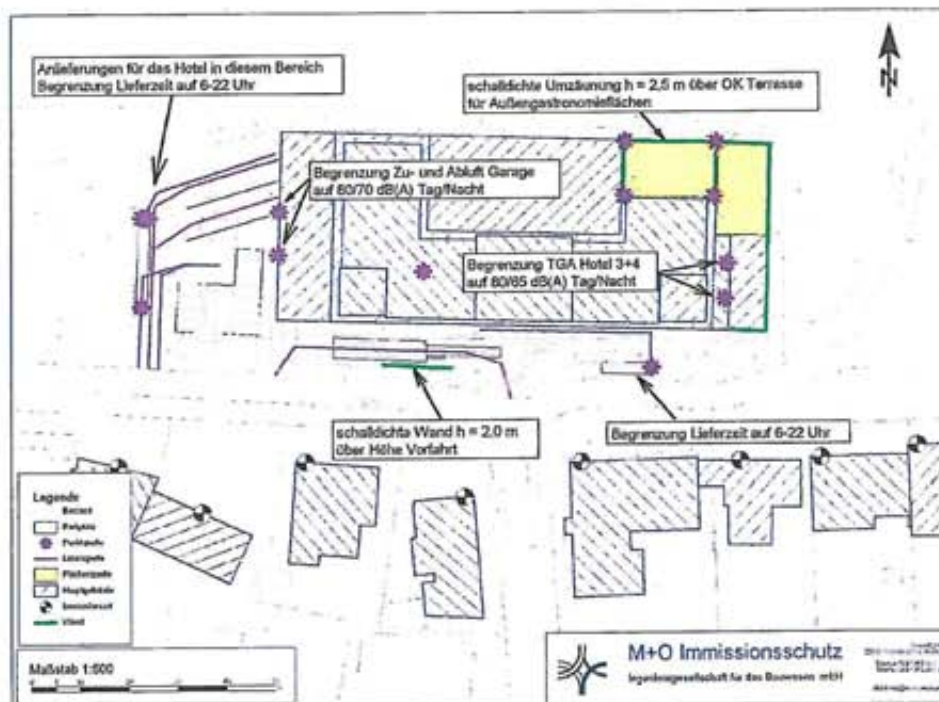 Anlieferungen für das Hotel in diesem Bereich
Begrenzung Lieferzeit auf 6-22 Uhr
schalldichte Umzäunung h = 2,5 m über OK Terrasse
für Außengastronomieflächen
N
Begrenzung Zu- und Abluft Garage
auf 80/70 dB(A) Tag/Nacht
Begrenzung TGA Hotel 3+4
auf 80/65 dB(A) Tag/Nacht
schalldichte Wand h = 2,0 m
über Höhe Vorfahrt
Begrenzung Lieferzeit auf 6-22 Uhr
Legende
Parkplatz
Punktquelle
Linienquelle
Flächenquelle
Hauptgebäude
Immissionsort
Wand
Maßstab 1:500
M+O Immissionsschutz
Ingenieurgesellschaft für das Bauwesen mbH